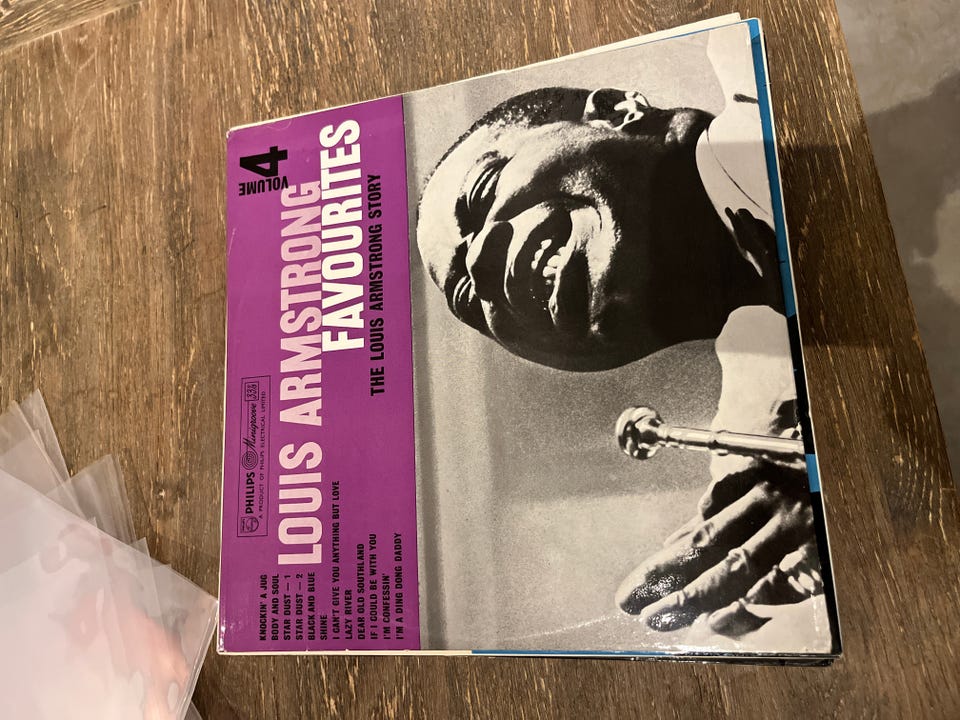 PHILIPS Minigroove 33⅓
A PRODUCT OF PHILIPS ELECTRICAL LIMITED
VOLUME 4
LOUIS ARMSTRONG
FAVOURITES
THE LOUIS ARMSTRONG STORY
KNOCKIN' A JUG
BODY AND SOUL
STAR DUST — 1
STAR DUST — 2
BLACK AND BLUE
SHINE
I CAN'T GIVE YOU ANYTHING BUT LOVE
LAZY RIVER
DEAR OLD SOUTHLAND
IF I COULD BE WITH YOU
I'M CONFESSIN'
I'M A DING DONG DADDY